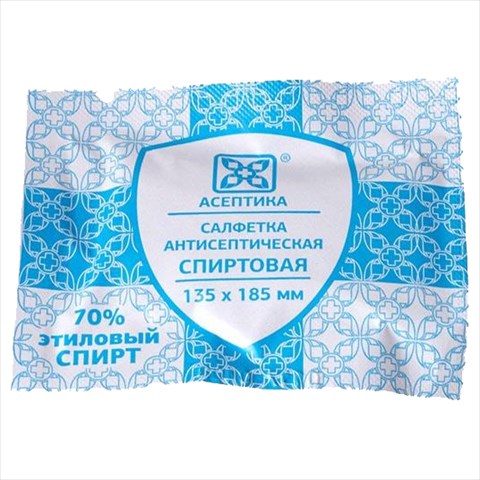 ®
АСЕПТИКА
САЛФЕТКА
АНТИСЕПТИЧЕСКАЯ
СПИРТОВАЯ
135 х 185 мм
70%
этиловый
СПИРТ